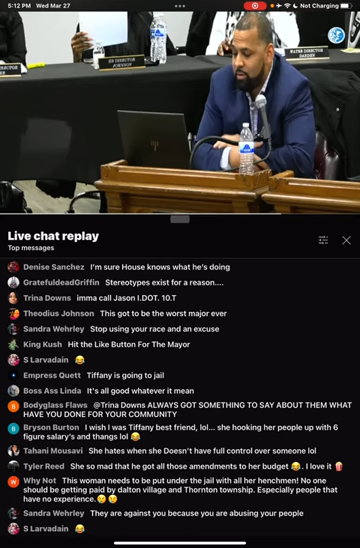 5:12 PM Wed Mar 27
Not Charging
SR DIRECTOR
JOHNSON
WATER DIRECTOR
DARDEN
hp
Live chat replay
Top messages
Denise Sanchez I'm sure House knows what he's doing
GratefuldeadGriffin Stereotypes exist for a reason....
Trina Downs imma call Jason I.DOT. 10.T
Theodius Johnson This got to be the worst major ever
Sandra Wehrley Stop using your race and an excuse
King Kush Hit the Like Button For The Mayor
S Larvadain 😂
Empress Quett Tiffany is going to jail
Boss Ass Linda It's all good whatever it mean
B Bodyglass Flaws @Trina Downs ALWAYS GOT SOMETHING TO SAY ABOUT THEM WHAT
HAVE YOU DONE FOR YOUR COMMUNITY
B Bryson Burton I wish I was Tiffany best friend, lol... she hooking her people up with 6
figure salary's and thangs lol 😂
Tahani Mousavi She hates when she Doesn't have full control over someone lol
Tyler Reed She so mad that he got all those amendments to her budget 😂. I love it 🍿
W Why Not This woman needs to be put under the jail with all her henchmen! No one
should be getting paid by dalton village and Thornton township. Especially people that
have no experience. 😢😢
Sandra Wehrley They are against you because you are abusing your people
S Larvadain 😂